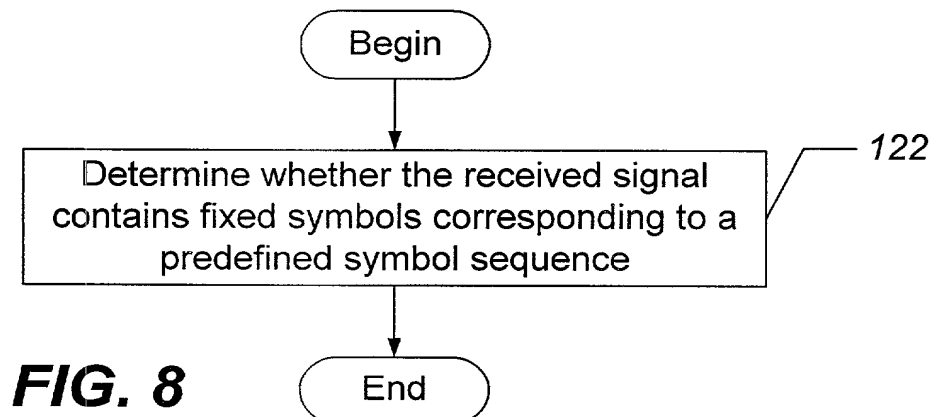 Begin
Determine whether the received signal
contains fixed symbols corresponding to a
predefined symbol sequence
122
End
FIG. 8